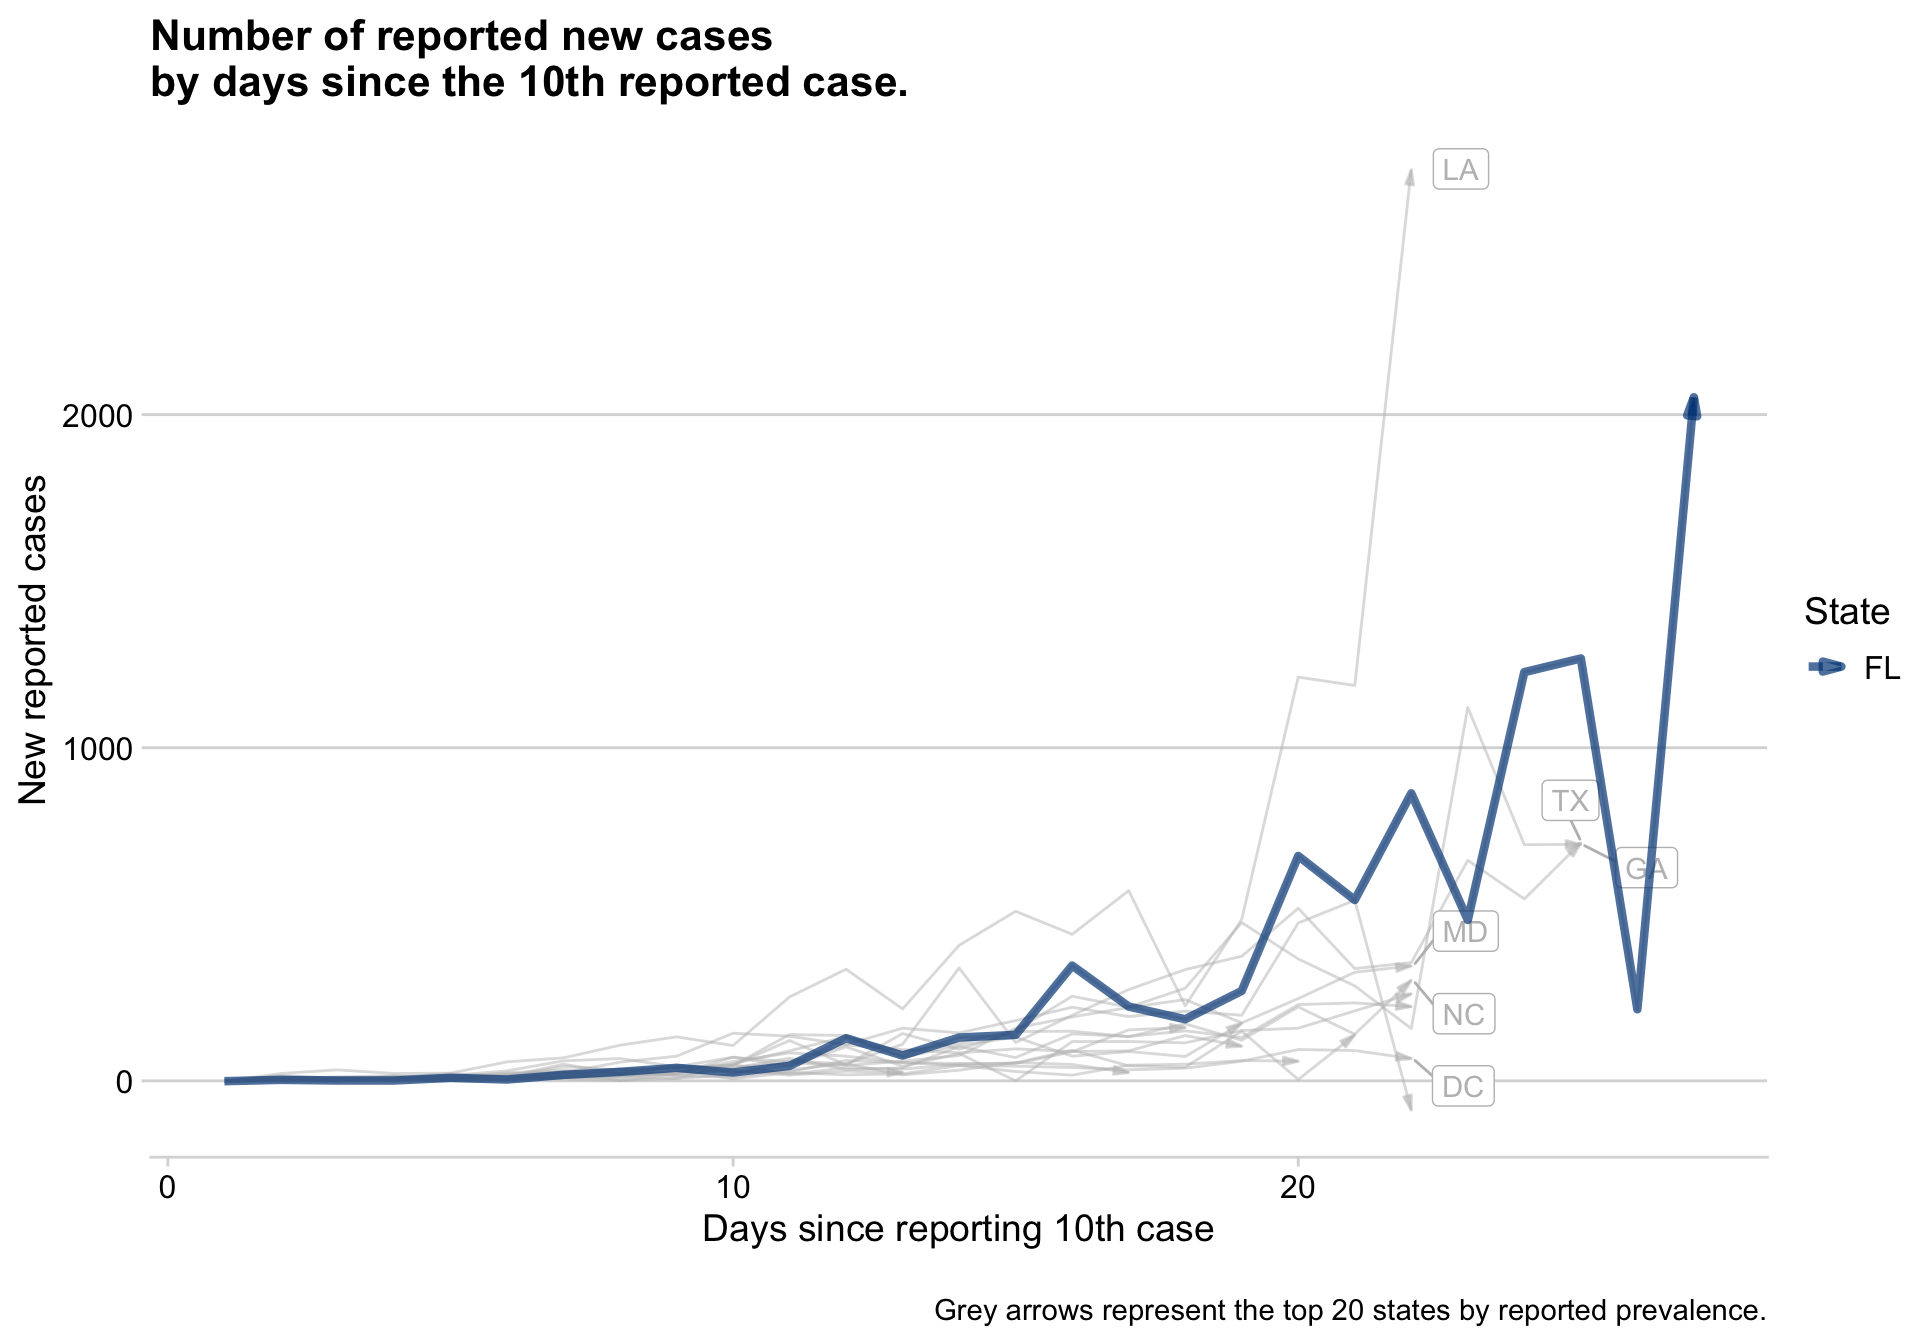 Number of reported new cases
by days since the 10th reported case.
LA
2000
New reported cases
State
FL
1000
TX
GA
MD
NC
0
DC
0
10
20
Days since reporting 10th case
Grey arrows represent the top 20 states by reported prevalence.